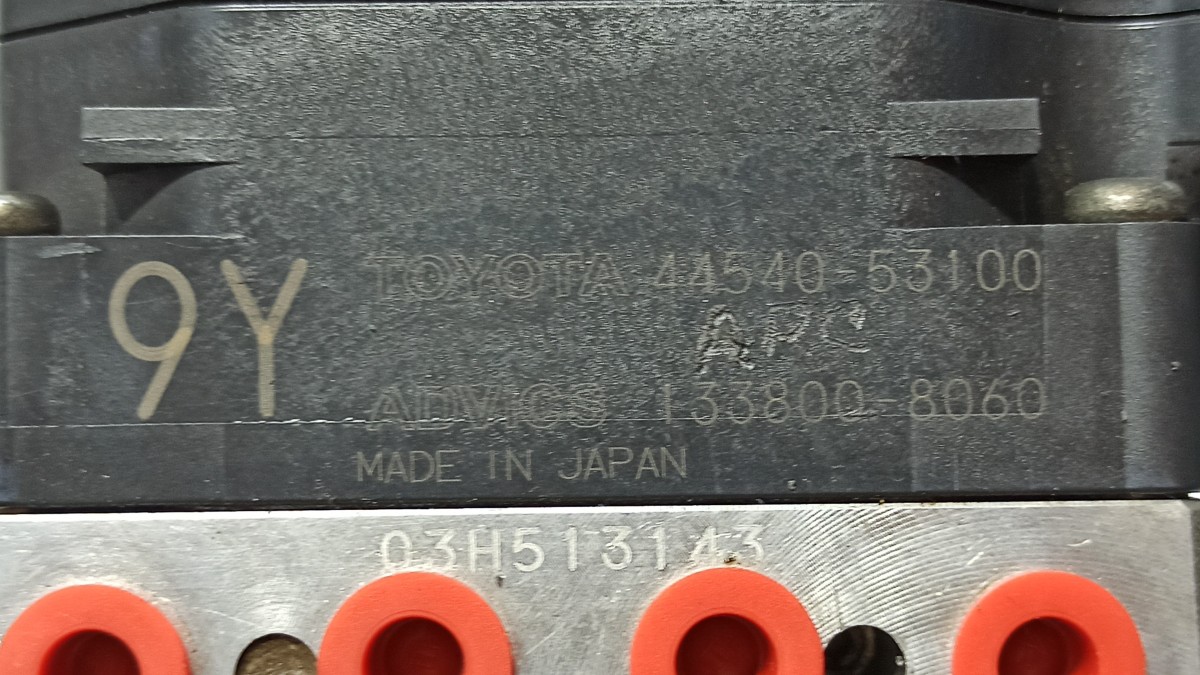 9Y
TOYOTA 44540-53100
APC
ADVICS 133800-8060
MADE IN JAPAN
03H513143